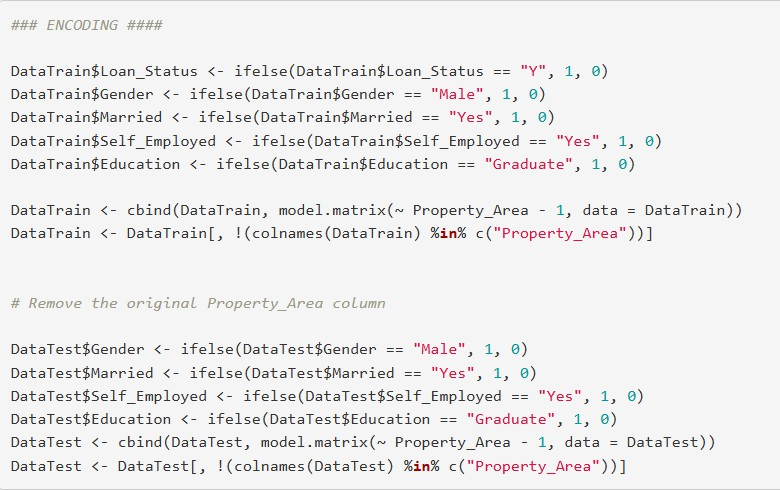 ### ENCODING ####
DataTrain$Loan_Status <- ifelse(DataTrain$Loan_Status == "Y", 1, 0)
DataTrain$Gender <- ifelse(DataTrain$Gender == "Male", 1, 0)
DataTrain$Married <- ifelse(DataTrain$Married == "Yes", 1, 0)
DataTrain$Self_Employed <- ifelse(DataTrain$Self_Employed == "Yes", 1, 0)
DataTrain$Education <- ifelse(DataTrain$Education == "Graduate", 1, 0)
DataTrain <- cbind(DataTrain, model.matrix(~ Property_Area - 1, data = DataTrain))
DataTrain <- DataTrain[, !(colnames(DataTrain) %in% c("Property_Area"))]
# Remove the original Property_Area column
DataTest$Gender <- ifelse(DataTest$Gender == "Male", 1, 0)
DataTest$Married <- ifelse(DataTest$Married == "Yes", 1, 0)
DataTest$Self_Employed <- ifelse(DataTest$Self_Employed == "Yes", 1, 0)
DataTest$Education <- ifelse(DataTest$Education == "Graduate", 1, 0)
DataTest <- cbind(DataTest, model.matrix(~ Property_Area - 1, data = DataTest))
DataTest <- DataTest[, !(colnames(DataTest) %in% c("Property_Area"))]